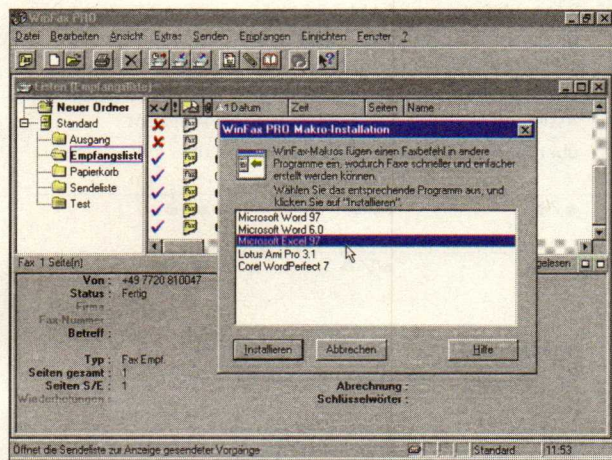 WinFax PRO
Datei Bearbeiten Ansicht Extras Senden Empfangen Einrichten Fenster ?
Listen [Empfangsliste]
Neuer Ordner
Standard
Ausgang
Empfangsliste
Papierkorb
Sendeliste
Test
Datum Zeit Seiten Name
WinFax PRO Makro-Installation
WinFax-Makros fügen einen Faxbefehl in andere
Programme ein, wodurch Faxe schneller und einfacher
erstellt werden können.
Wählen Sie das entsprechende Programm aus, und
klicken Sie auf "Installieren".
Microsoft Word 97
Microsoft Word 6.0
Microsoft Excel 97
Lotus Ami Pro 3.1
Corel WordPerfect 7
Installieren Abbrechen Hilfe
Fax 1 Seite[n]
gelesen
Von : +49 7720 810047
Status : Fertig
Firma :
Fax-Nummer :
Betreff :
Typ : Fax Empf.
Seiten gesamt : 1
Seiten S/E : 1
Wiederholungen :
Abrechnung :
Schlüsselwörter :
Öffnet die Sendeliste zur Anzeige gesendeter Vorgänge
Standard 11:53